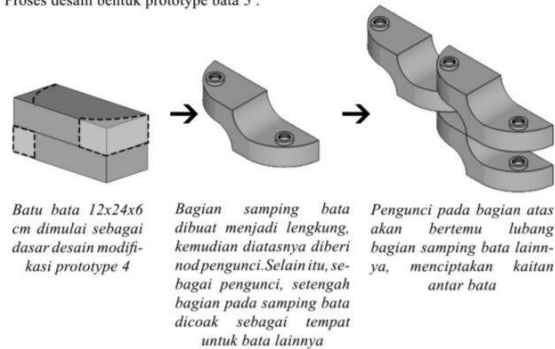 Proses desain bentuk prototype bata 5 :
Batu bata 12x24x6
cm dimulai sebagai
dasar desain modifi-
kasi prototype 4
Bagian samping bata
dibuat menjadi lengkung,
kemudian diatasnya diberi
nod pengunci.Selain itu, se-
bagai pengunci, setengah
bagian pada samping bata
dicoak sebagai tempat
untuk bata lainnya
Pengunci pada bagian atas
akan bertemu lubang
bagian samping bata lainn-
ya, menciptakan kaitan
antar bata